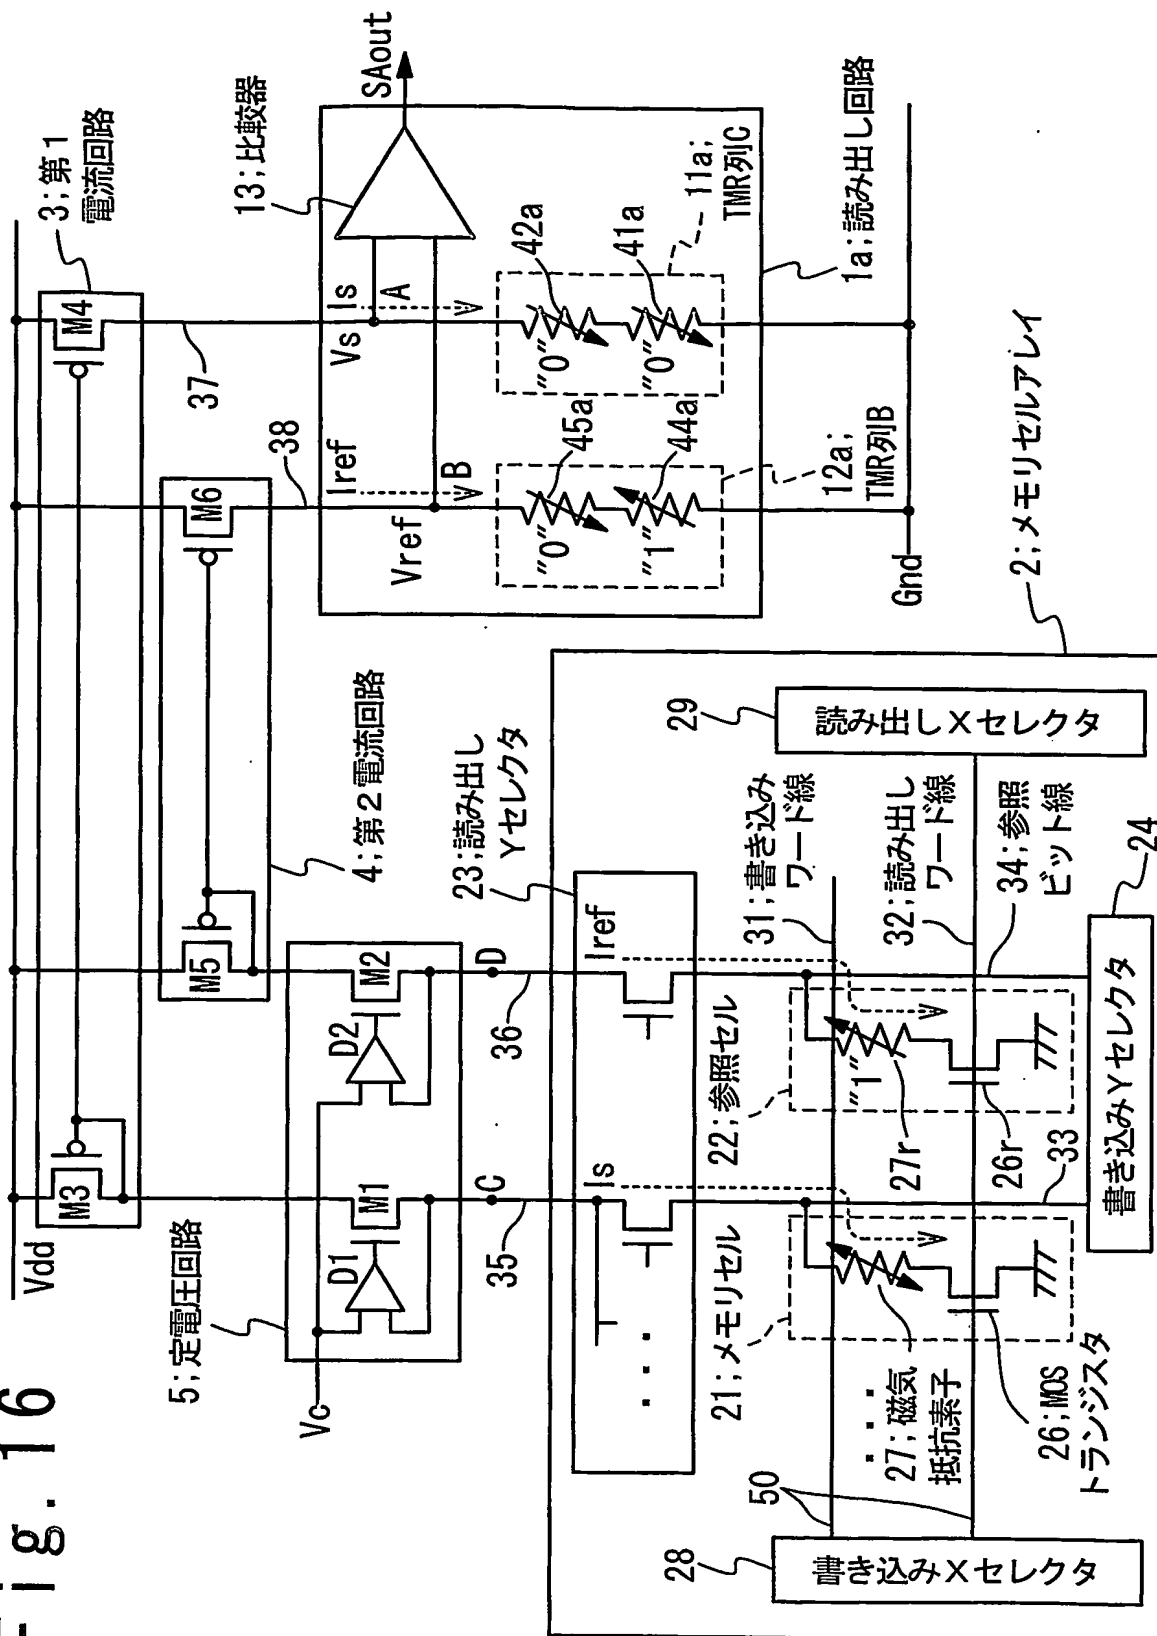 Fig. 16
Vdd
M3
M4
3;第1
電流回路
M5
M6
4;第2電流回路
37
38
5;定電圧回路
Vc
D1
M1
D2
M2
C
D
35
36
13;比較器
SAout
Iref
Vref
B
Vs
Is
A
"0"
45a
"1"
44a
"0"
42a
"0"
41a
12a;
TMR列B
11a;
TMR列C
1a;読み出し回路
Gnd
2;メモリセルアレイ
23;読み出し
Yセレクタ
Is
Iref
・・・
21;メモリセル
22;参照セル
31;書き込み
ワード線
32;読み出し
ワード線
34;参照
ビット線
29
読み出しXセレクタ
"1"
27r
26r
33
24
書き込みYセレクタ
・・・
27;磁気
抵抗素子
26;MOS
トランジスタ
50
28
書き込みXセレクタ